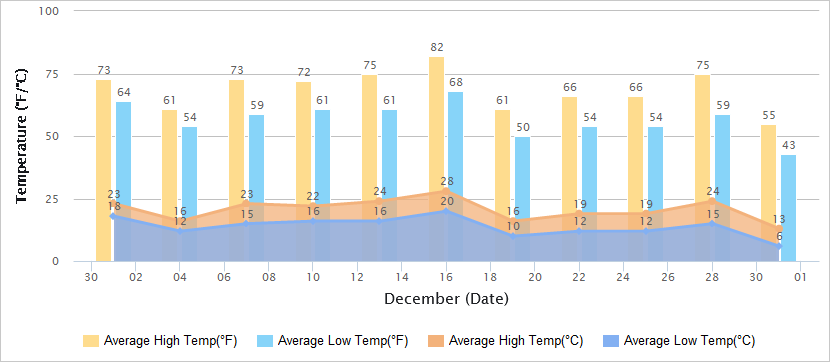 100
75
50
25
0
Temperature (°F/°C)
73 61 73 72 75 82 61 66 66 75 55
64 54 59 61 61 68 50 54 54 59 43
23 16 23 22 24 28 16 19 19 24 13
18 12 15 16 16 20 10 12 12 15 6
30 02 04 06 08 10 12 14 16 18 20 22 24 26 28 30 01
December (Date)
Average High Temp(°F) Average Low Temp(°F) Average High Temp(°C) Average Low Temp(°C)